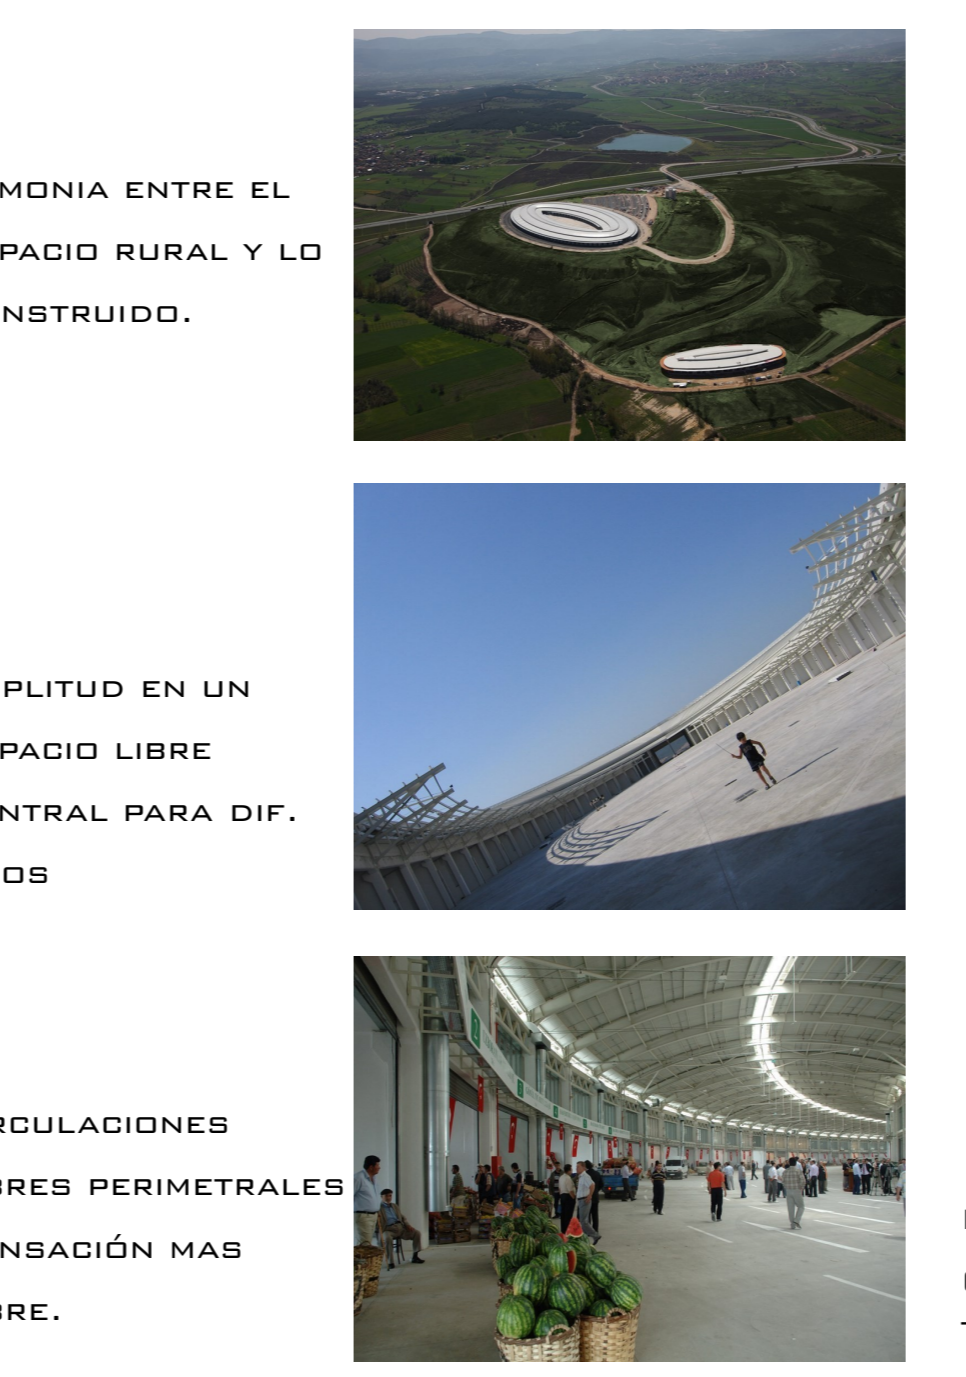 MONIA ENTRE EL
PACIO RURAL Y LO
NSTRUIDO.
PLITUD EN UN
PACIO LIBRE
NTRAL PARA DIF.
OS
RCULACIONES
BRES PERIMETRALES
NSACIÓN MAS
BRE.